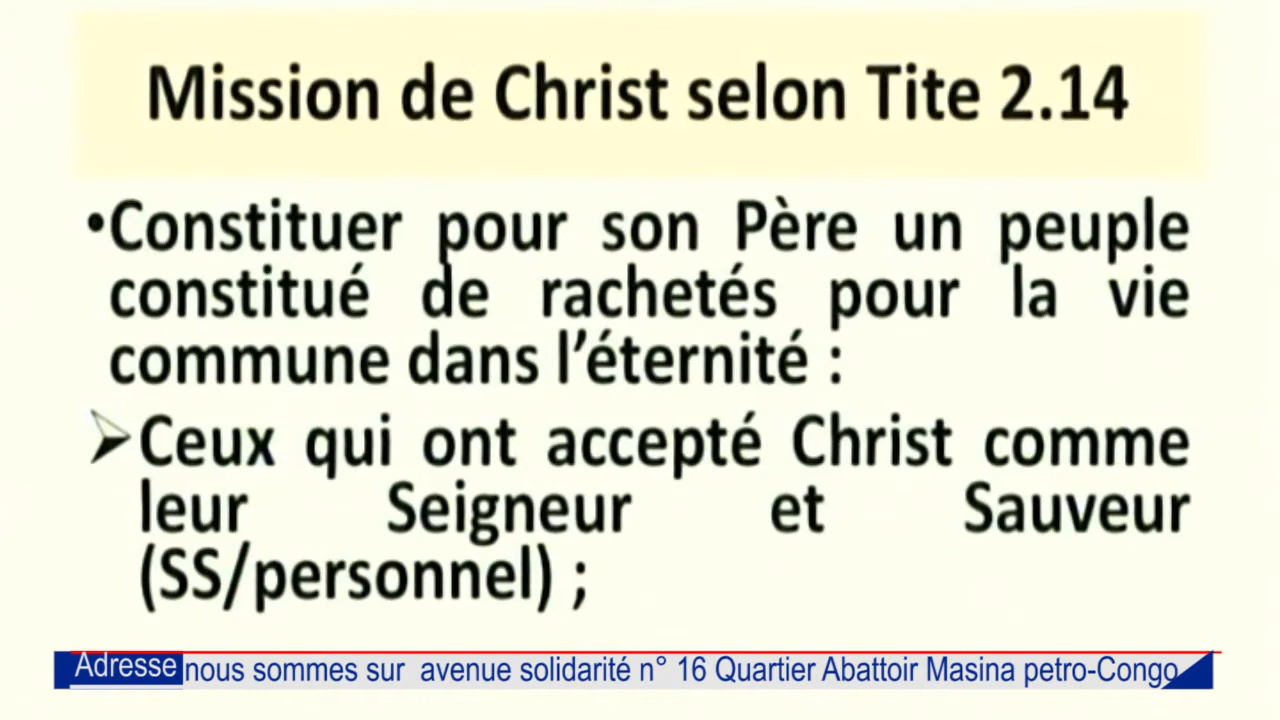 Mission de Christ selon Tite 2.14
•Constituer pour son Père un peuple
constitué de rachetés pour la vie
commune dans l’éternité :
➢Ceux qui ont accepté Christ comme
leur Seigneur et Sauveur
(SS/personnel) ;
Adresse nous sommes sur avenue solidarité n° 16 Quartier Abattoir Masina petro-Congo